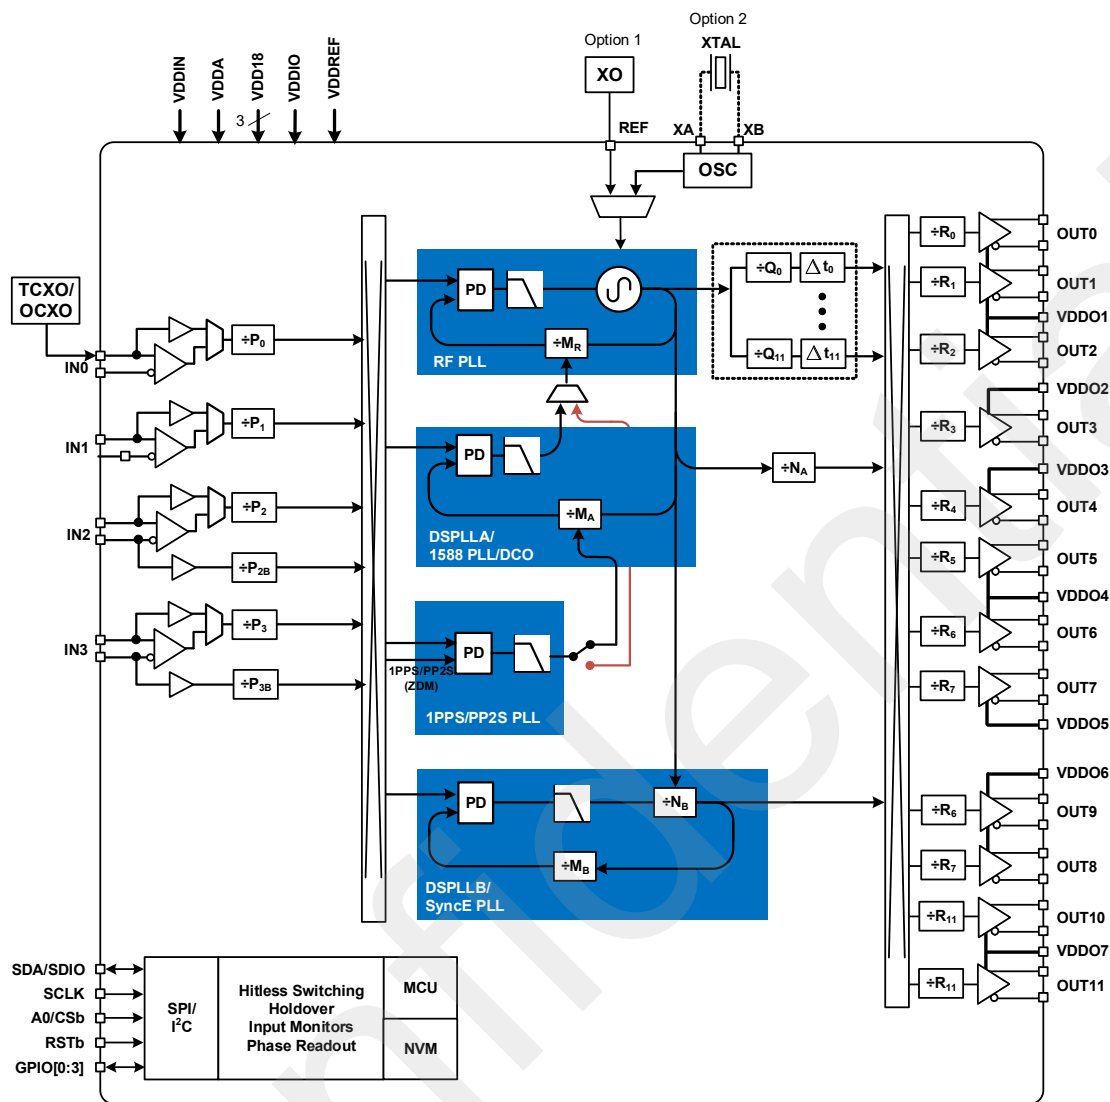 Option 2
XTAL
Option 1
XO
VDDIN
VDDA
VDD18
VDDIO
VDDREF
3
REF
XA
XB
OSC
TCXO/
OCXO
IN0
÷P0
IN1
÷P1
IN2
÷P2
÷P2B
IN3
÷P3
÷P3B
PD
÷MR
RF PLL
PD
÷MA
DSPLLA/
1588 PLL/DCO
1PPS/PP2S
(ZDM)
PD
1PPS/PP2S PLL
PD
÷NB
÷MB
DSPLLB/
SyncE PLL
÷Q0
Δt0
÷Q11
Δt11
÷NA
÷R0
OUT0
÷R1
OUT1
VDDO1
÷R2
OUT2
VDDO2
÷R3
OUT3
VDDO3
÷R4
OUT4
÷R5
OUT5
VDDO4
÷R6
OUT6
÷R7
OUT7
VDDO5
VDDO6
÷R6
OUT9
÷R7
OUT8
÷R11
OUT10
VDDO7
÷R11
OUT11
SDA/SDIO
SCLK
A0/CSb
RSTb
GPIO[0:3]
SPI/
I2C
Hitless Switching
Holdover
Input Monitors
Phase Readout
MCU
NVM
onfidential